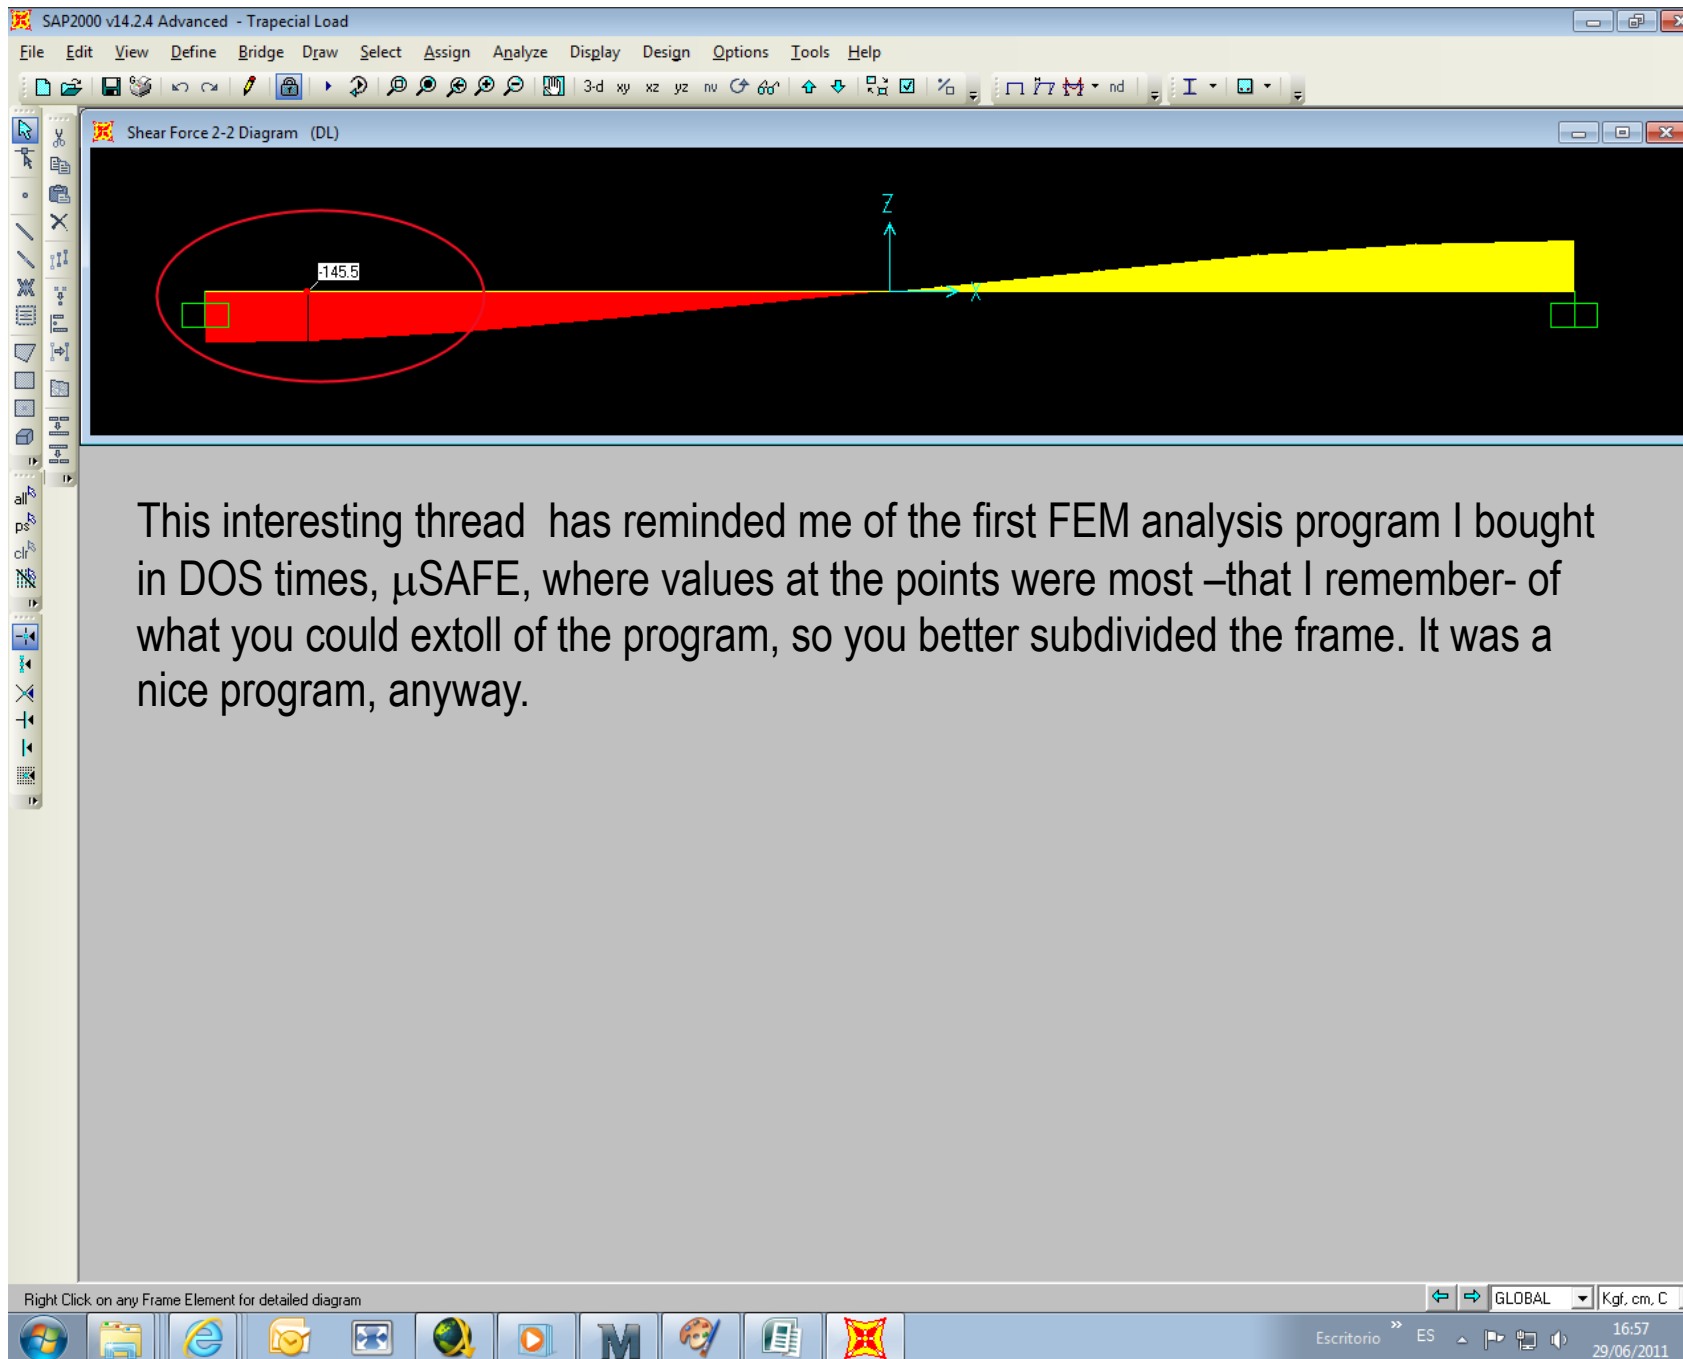 SAP2000 v14.2.4 Advanced - Trapecial Load
File Edit View Define Bridge Draw Select Assign Analyze Display Design Options Tools Help
3-d xy xz yz nv nd
Shear Force 2-2 Diagram (DL)
Z
-145.5
X
all
ps
clr
This interesting thread has reminded me of the first FEM analysis program I bought
in DOS times, μSAFE, where values at the points were most –that I remember- of
what you could extoll of the program, so you better subdivided the frame. It was a
nice program, anyway.
Right Click on any Frame Element for detailed diagram
GLOBAL
Kgf, cm, C
Escritorio » ES
16:57
29/06/2011